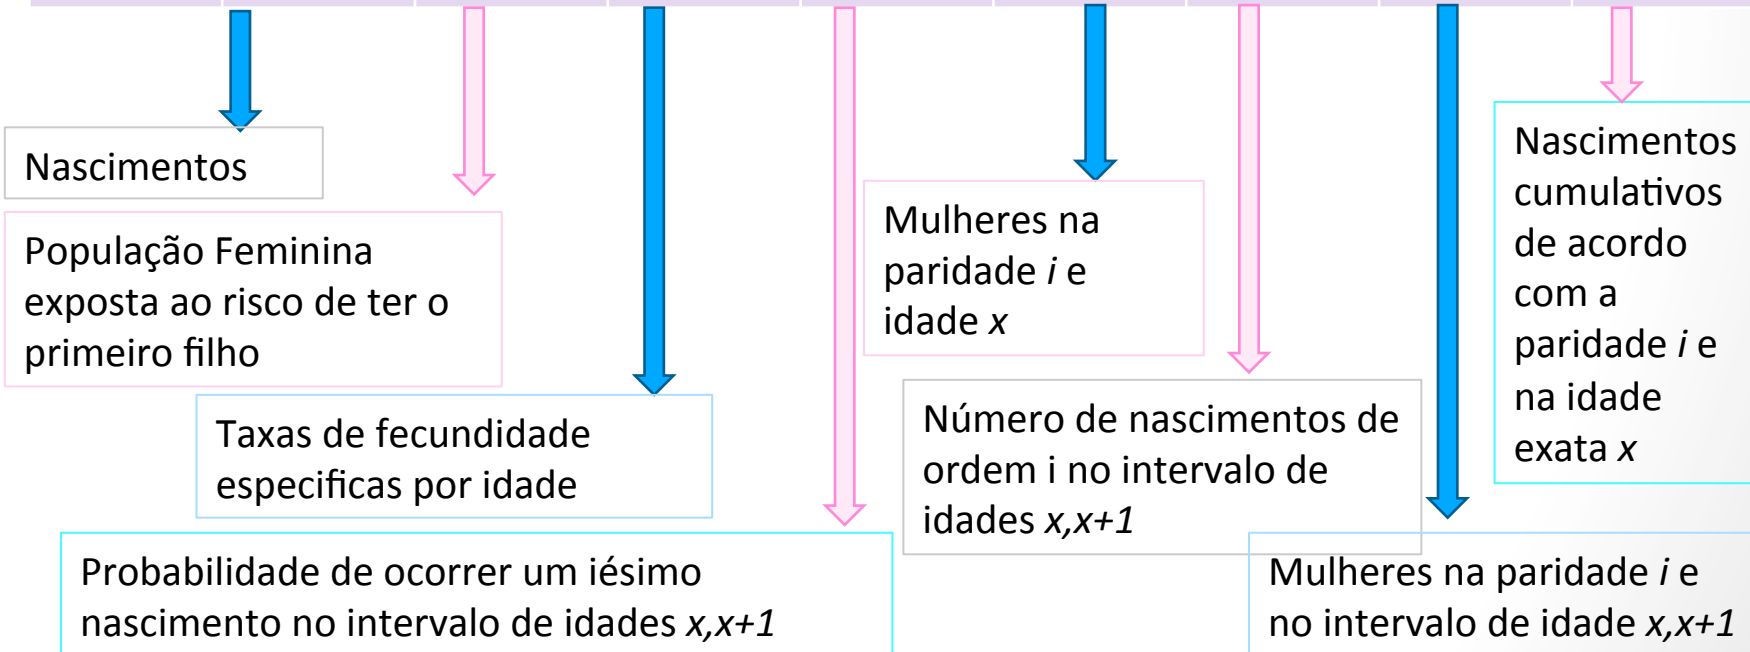 Nascimentos
População Feminina
exposta ao risco de ter o
primeiro filho
Taxas de fecundidade
especificas por idade
Probabilidade de ocorrer um iésimo
nascimento no intervalo de idades x,x+1
Mulheres na
paridade i e
idade x
Número de nascimentos de
ordem i no intervalo de
idades x,x+1
Mulheres na paridade i e
no intervalo de idade x,x+1
Nascimentos
cumulativos
de acordo
com a
paridade i e
na idade
exata x